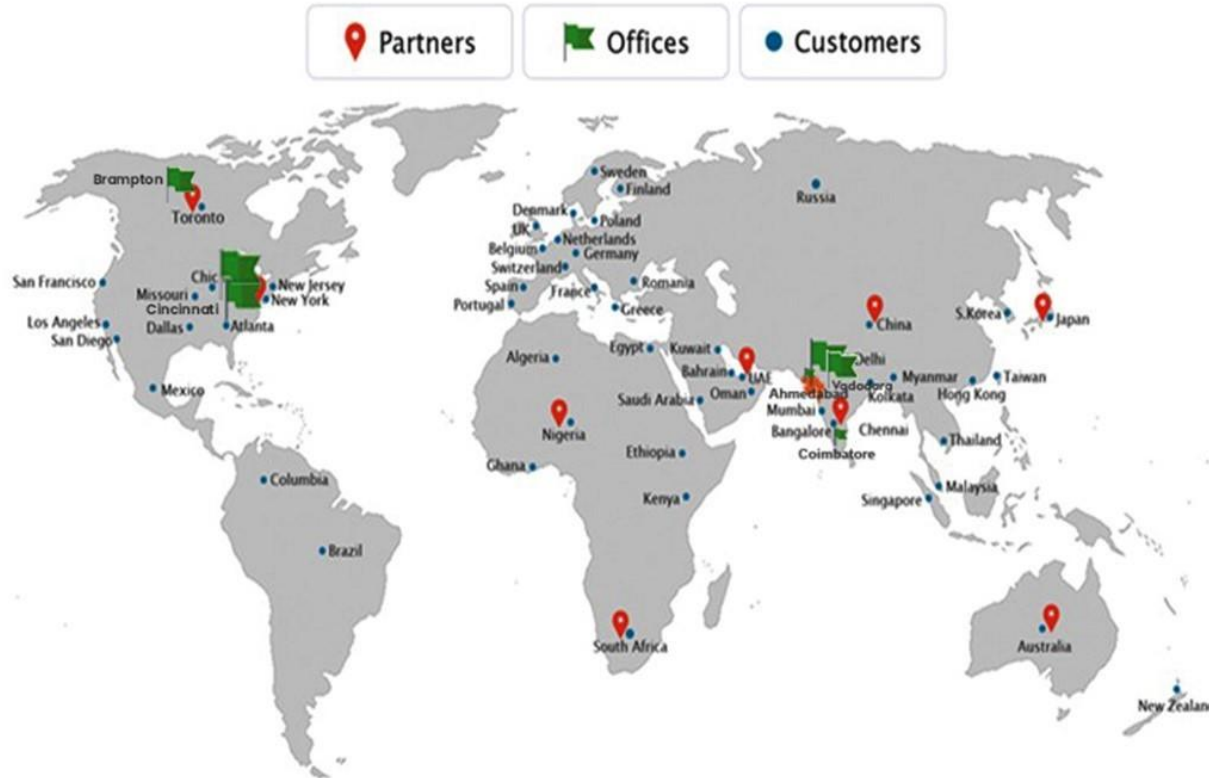 Partners
Offices
Customers
Brampton
Toronto
San Francisco
Chic
New Jersey
Missouri
New York
Cincinnati
Los Angeles
Dallas
Atlanta
San Diego
Mexico
Columbia
Brazil
Sweden
Finland
Denmark
UK
Poland
Netherlands
Belgium
Germany
Switzerland
Spain
France
Romania
Portugal
Greece
Russia
Algeria
Egypt
Kuwait
Bahrain
UAE
Oman
Saudi Arabia
Nigeria
Ethiopia
Ghana
Kenya
South Africa
China
S.Korea
Japan
Delhi
Vadodara
Ahmedabad
Kolkata
Myanmar
Hong Kong
Taiwan
Mumbai
Bangalore
Chennai
Coimbatore
Thailand
Malaysia
Singapore
Australia
New Zealan